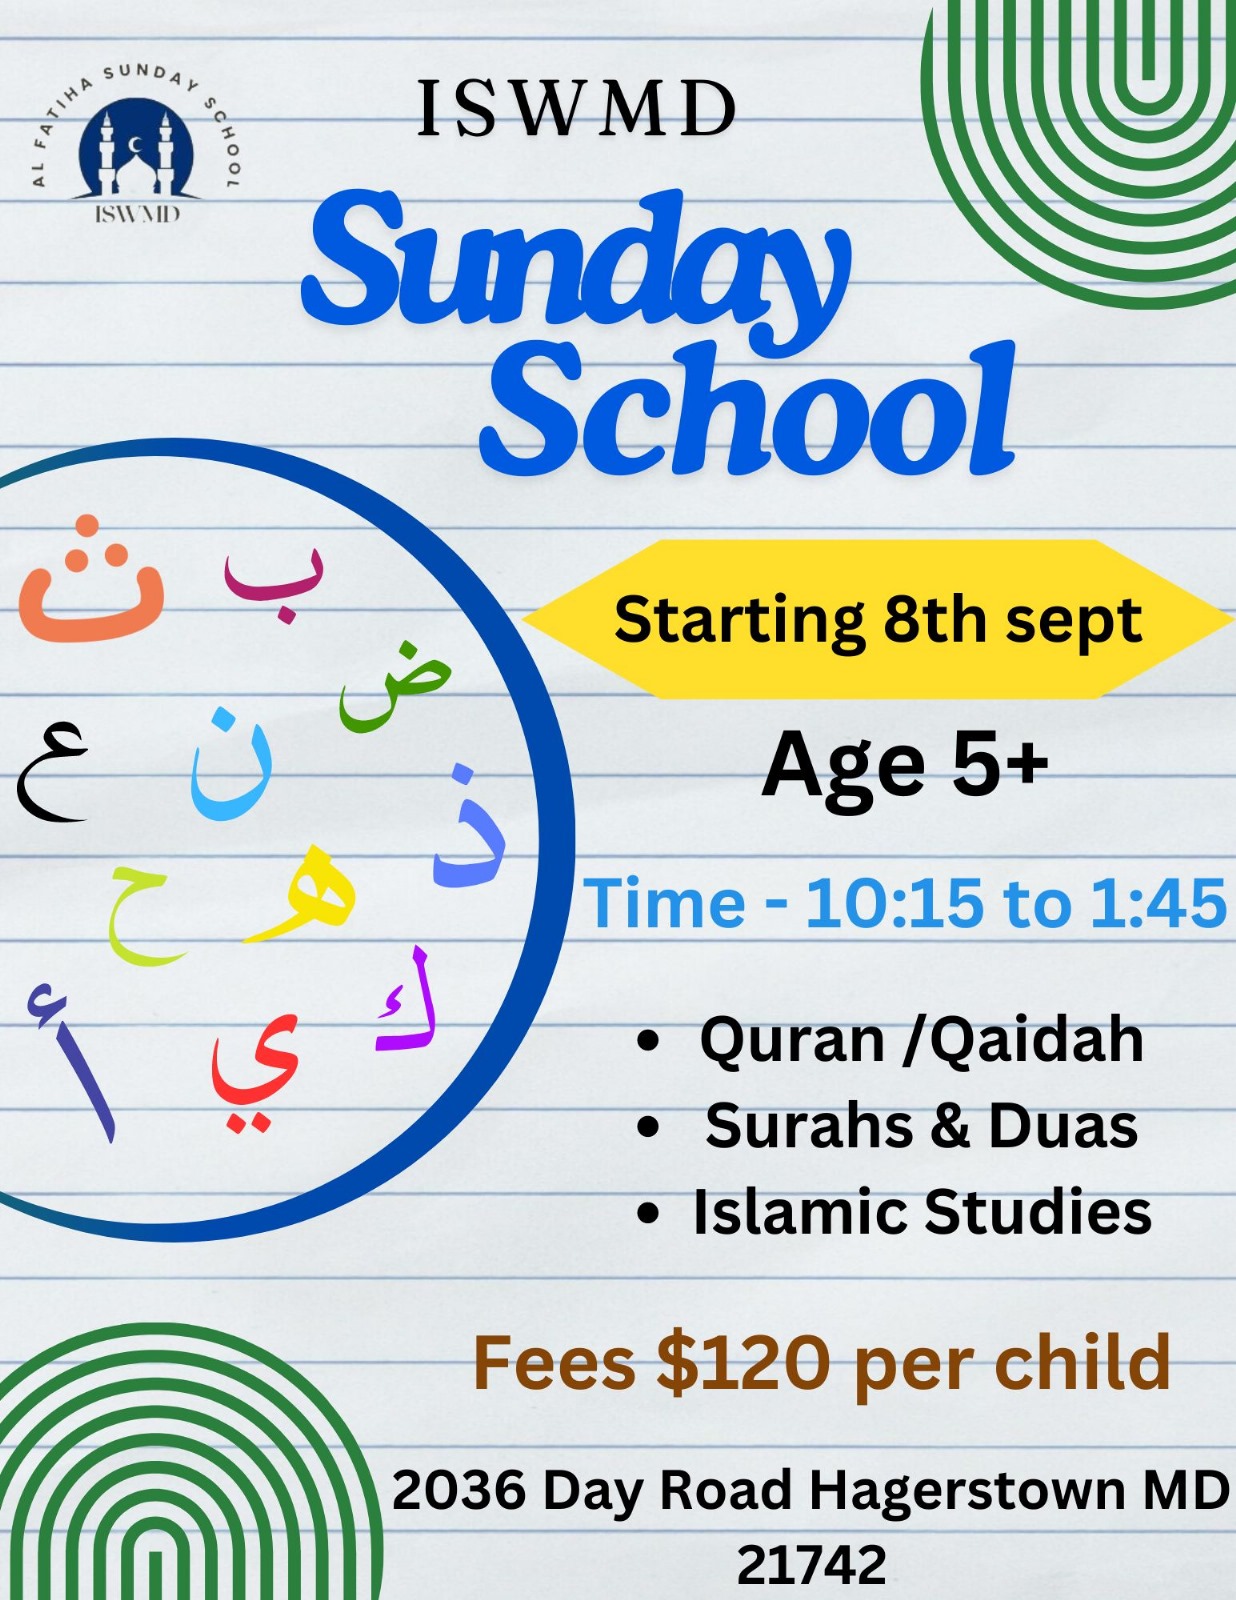 AL FATIHA SUNDAY SCHOOL
ISWMD
ISWMD
Sunday
School
ث ب
ض
ع ن
ذ
ح ه
أ ي ك
Starting 8th sept
Age 5+
Time - 10:15 to 1:45
• Quran /Qaidah
• Surahs & Duas
• Islamic Studies
Fees $120 per child
2036 Day Road Hagerstown MD
21742